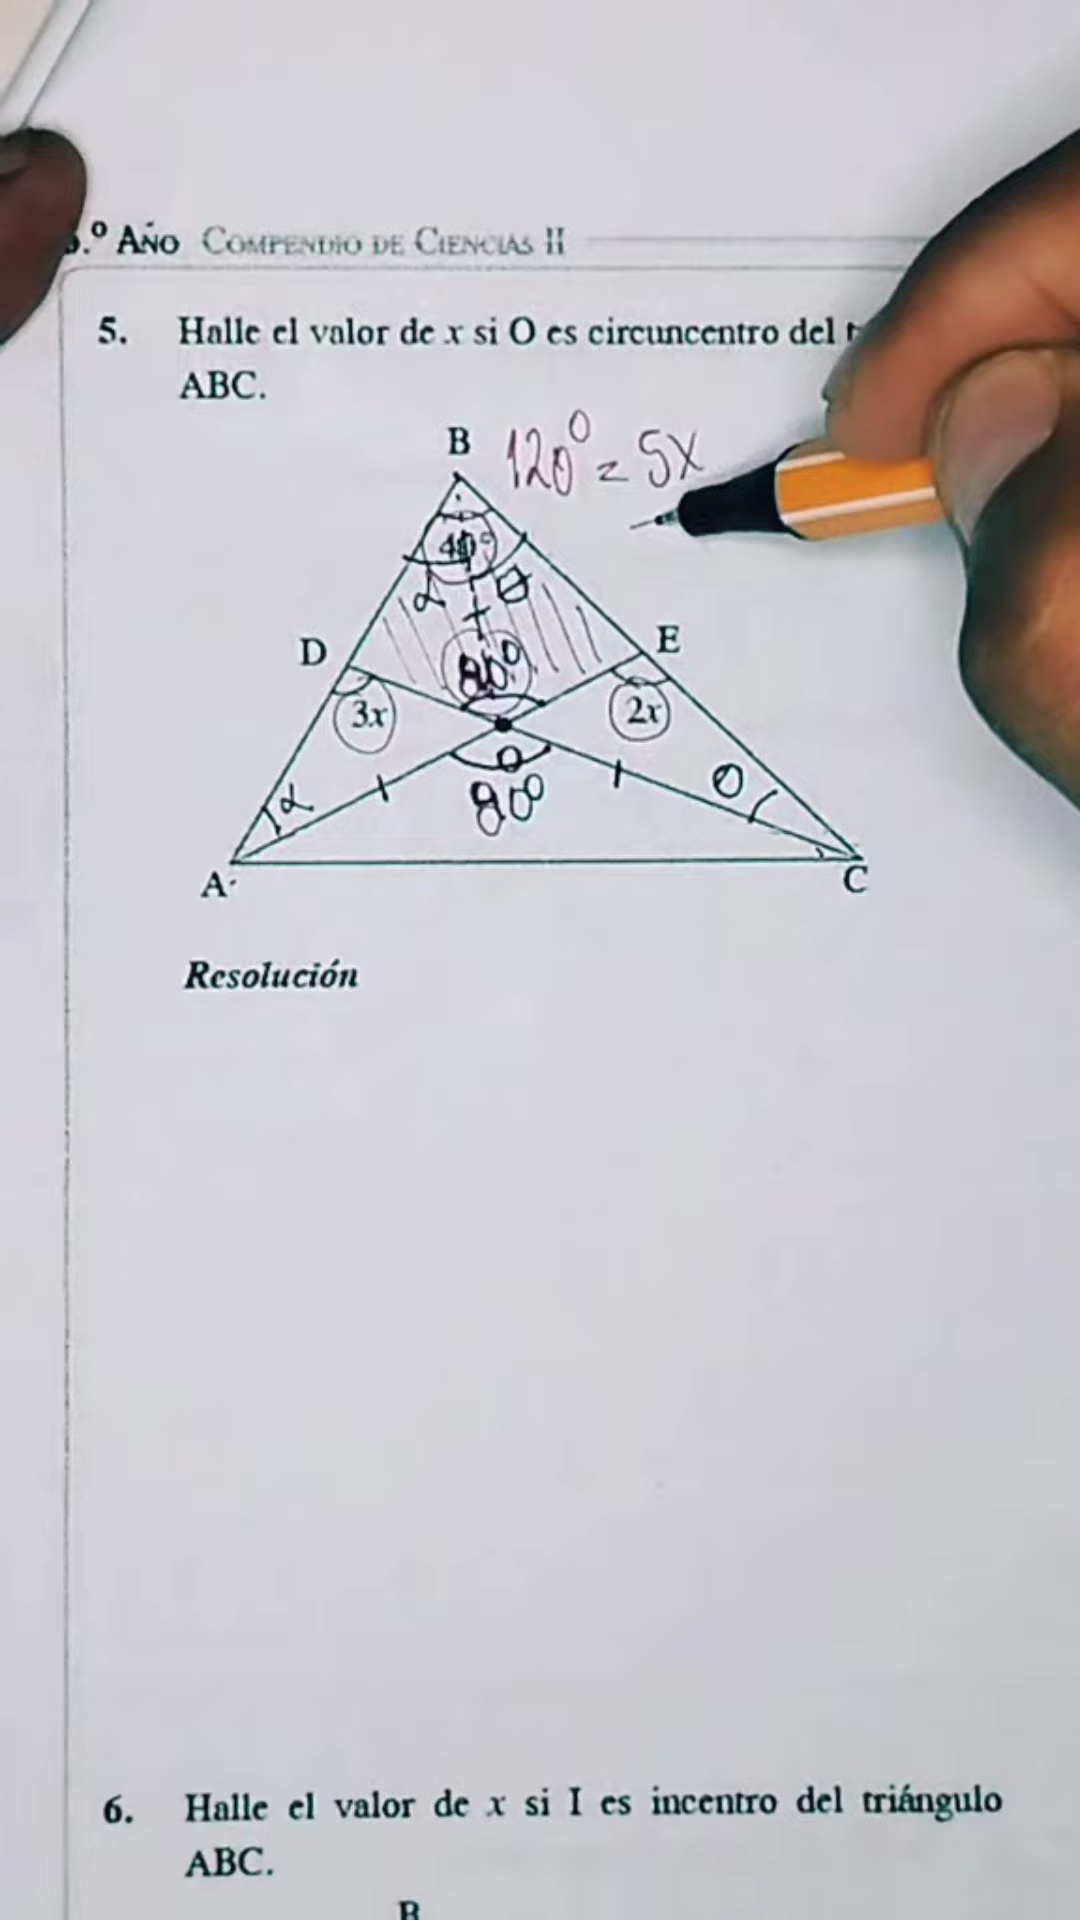 .º AÑO COMPENDIO DE CIENCIAS II
5. Halle el valor de x si O es circuncentro del
ABC.
B 120° = 5x
40°
α θ
D E
80°
3x 2x
O
α 80° θ
A C
Resolución
6. Halle el valor de x si I es incentro del triángulo
ABC.
B